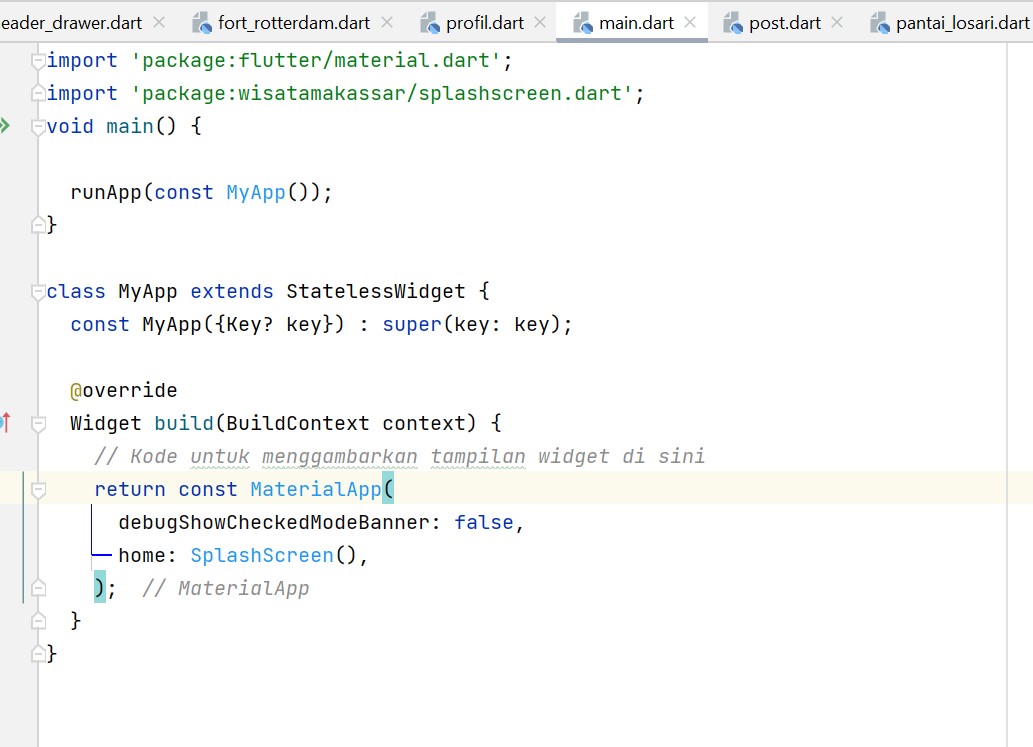 eader_drawer.dart fort_rotterdam.dart profil.dart main.dart post.dart pantai_losari.dart
import 'package:flutter/material.dart';
import 'package:wisatamakassar/splashscreen.dart';
void main() {
runApp(const MyApp());
}
class MyApp extends StatelessWidget {
const MyApp({Key? key}) : super(key: key);
@override
Widget build(BuildContext context) {
// Kode untuk menggambarkan tampilan widget di sini
return const MaterialApp(
debugShowCheckedModeBanner: false,
home: SplashScreen(),
); // MaterialApp
}
}